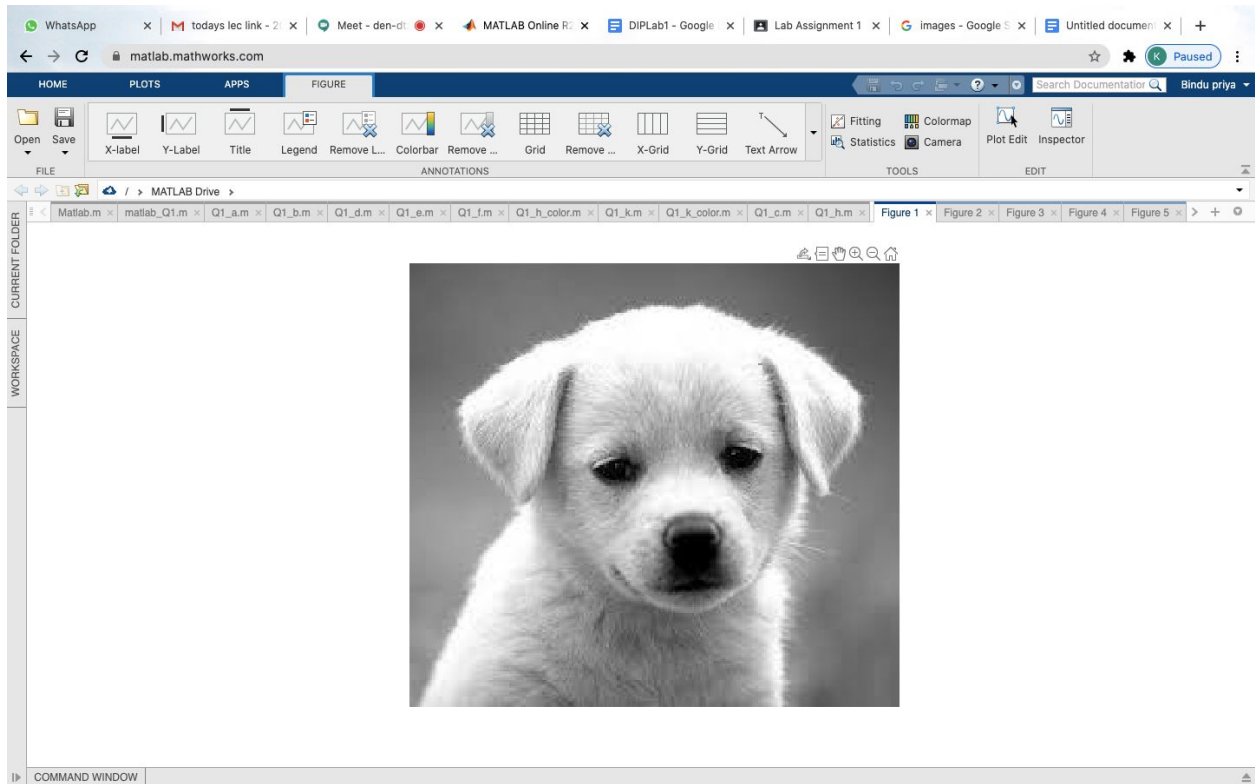 WhatsApp
todays lec link - 2
Meet - den-dt
MATLAB Online R2
DIPLab1 - Google
Lab Assignment 1
images - Google S
Untitled document
matlab.mathworks.com
K Paused
HOME PLOTS APPS FIGURE
Search Documentation Bindu priya
Open Save X-label Y-Label Title Legend Remove L... Colorbar Remove ... Grid Remove ... X-Grid Y-Grid Text Arrow
Fitting Colormap
Statistics Camera
Plot Edit Inspector
FILE ANNOTATIONS TOOLS EDIT
/ > MATLAB Drive >
Matlab.m matlab_Q1.m Q1_a.m Q1_b.m Q1_d.m Q1_e.m Q1_f.m Q1_h_color.m Q1_k.m Q1_k_color.m Q1_c.m Q1_h.m Figure 1 Figure 2 Figure 3 Figure 4 Figure 5
CURRENT FOLDER
WORKSPACE
COMMAND WINDOW